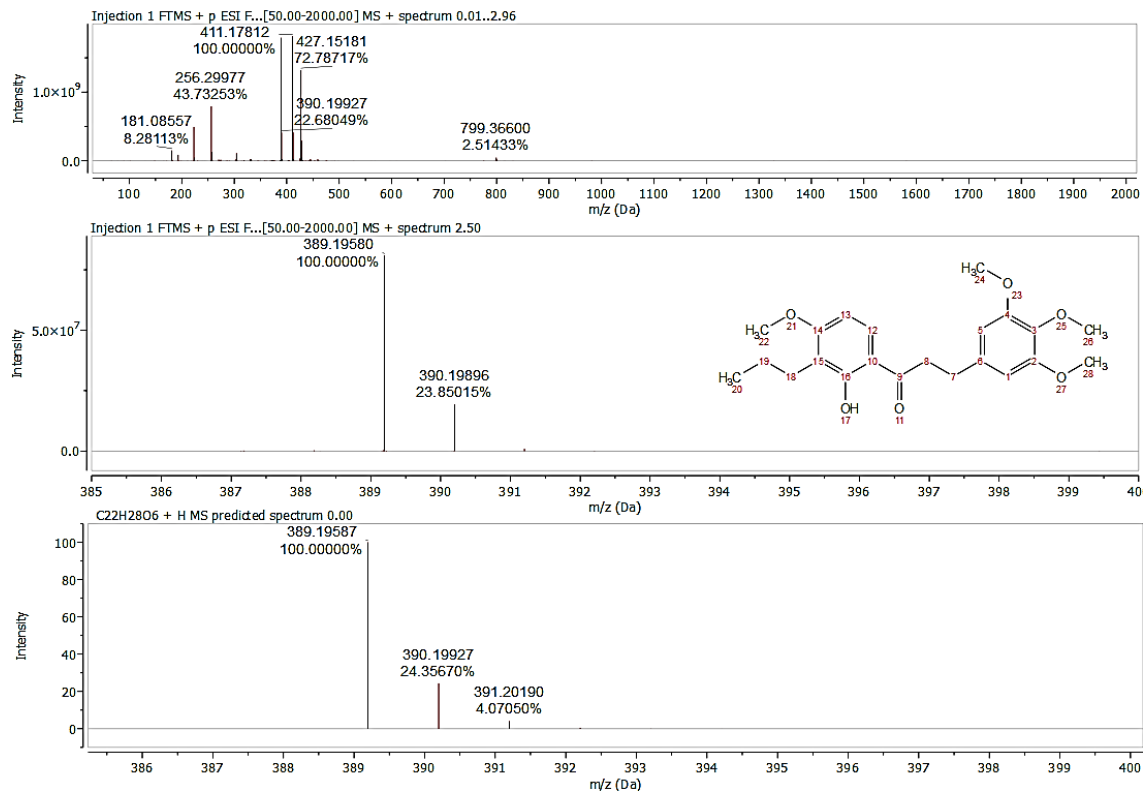 Injection 1 FTMS + p ESI F...[50.00-2000.00] MS + spectrum 0.01..2.96
Intensity
1.0×10⁹
0.0
411.17812
100.00000%
427.15181
72.78717%
256.29977
43.73253%
390.19927
22.68049%
181.08557
8.28113%
799.36600
2.51433%
100 200 300 400 500 600 700 800 900 1000 1100 1200 1300 1400 1500 1600 1700 1800 1900 2000
m/z (Da)
Injection 1 FTMS + p ESI F...[50.00-2000.00] MS + spectrum 2.50
Intensity
5.0×10⁷
0.0
389.19580
100.00000%
390.19896
23.85015%
H₃C
24
O
23
O
21
13
4
5
3
O
25
CH₃
26
H₃C
22
14
12
19
15
10
8
6
2
H₃C
20
18
16
9
7
1
O
27
CH₃
28
OH
17
O
11
385 386 387 388 389 390 391 392 393 394 395 396 397 398 399 400
m/z (Da)
C22H28O6 + H MS predicted spectrum 0.00
Intensity
100
80
60
40
20
0
389.19587
100.00000%
390.19927
24.35670%
391.20190
4.07050%
386 387 388 389 390 391 392 393 394 395 396 397 398 399 400
m/z (Da)